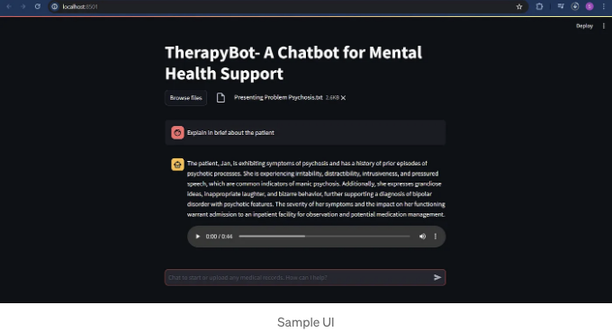 localhost:8501
Deploy
TherapyBot- A Chatbot for Mental
Health Support
Browse files
Presenting Problem Psychosis.txt 2.6KB
Explain in brief about the patient
The patient, Jan, is exhibiting symptoms of psychosis and has a history of prior episodes of
psychotic processes. She is experiencing irritability, distractibility, intrusiveness, and pressured
speech, which are common indicators of manic psychosis. Additionally, she expresses grandiose
ideas, inappropriate laughter, and bizarre behavior, further supporting a diagnosis of bipolar
disorder with psychotic features. The severity of her symptoms and the impact on her functioning
warrant admission to an inpatient facility for observation and potential medication management.
0:00 / 0:44
Chat to start or upload any medical records. How can I help?
Sample UI